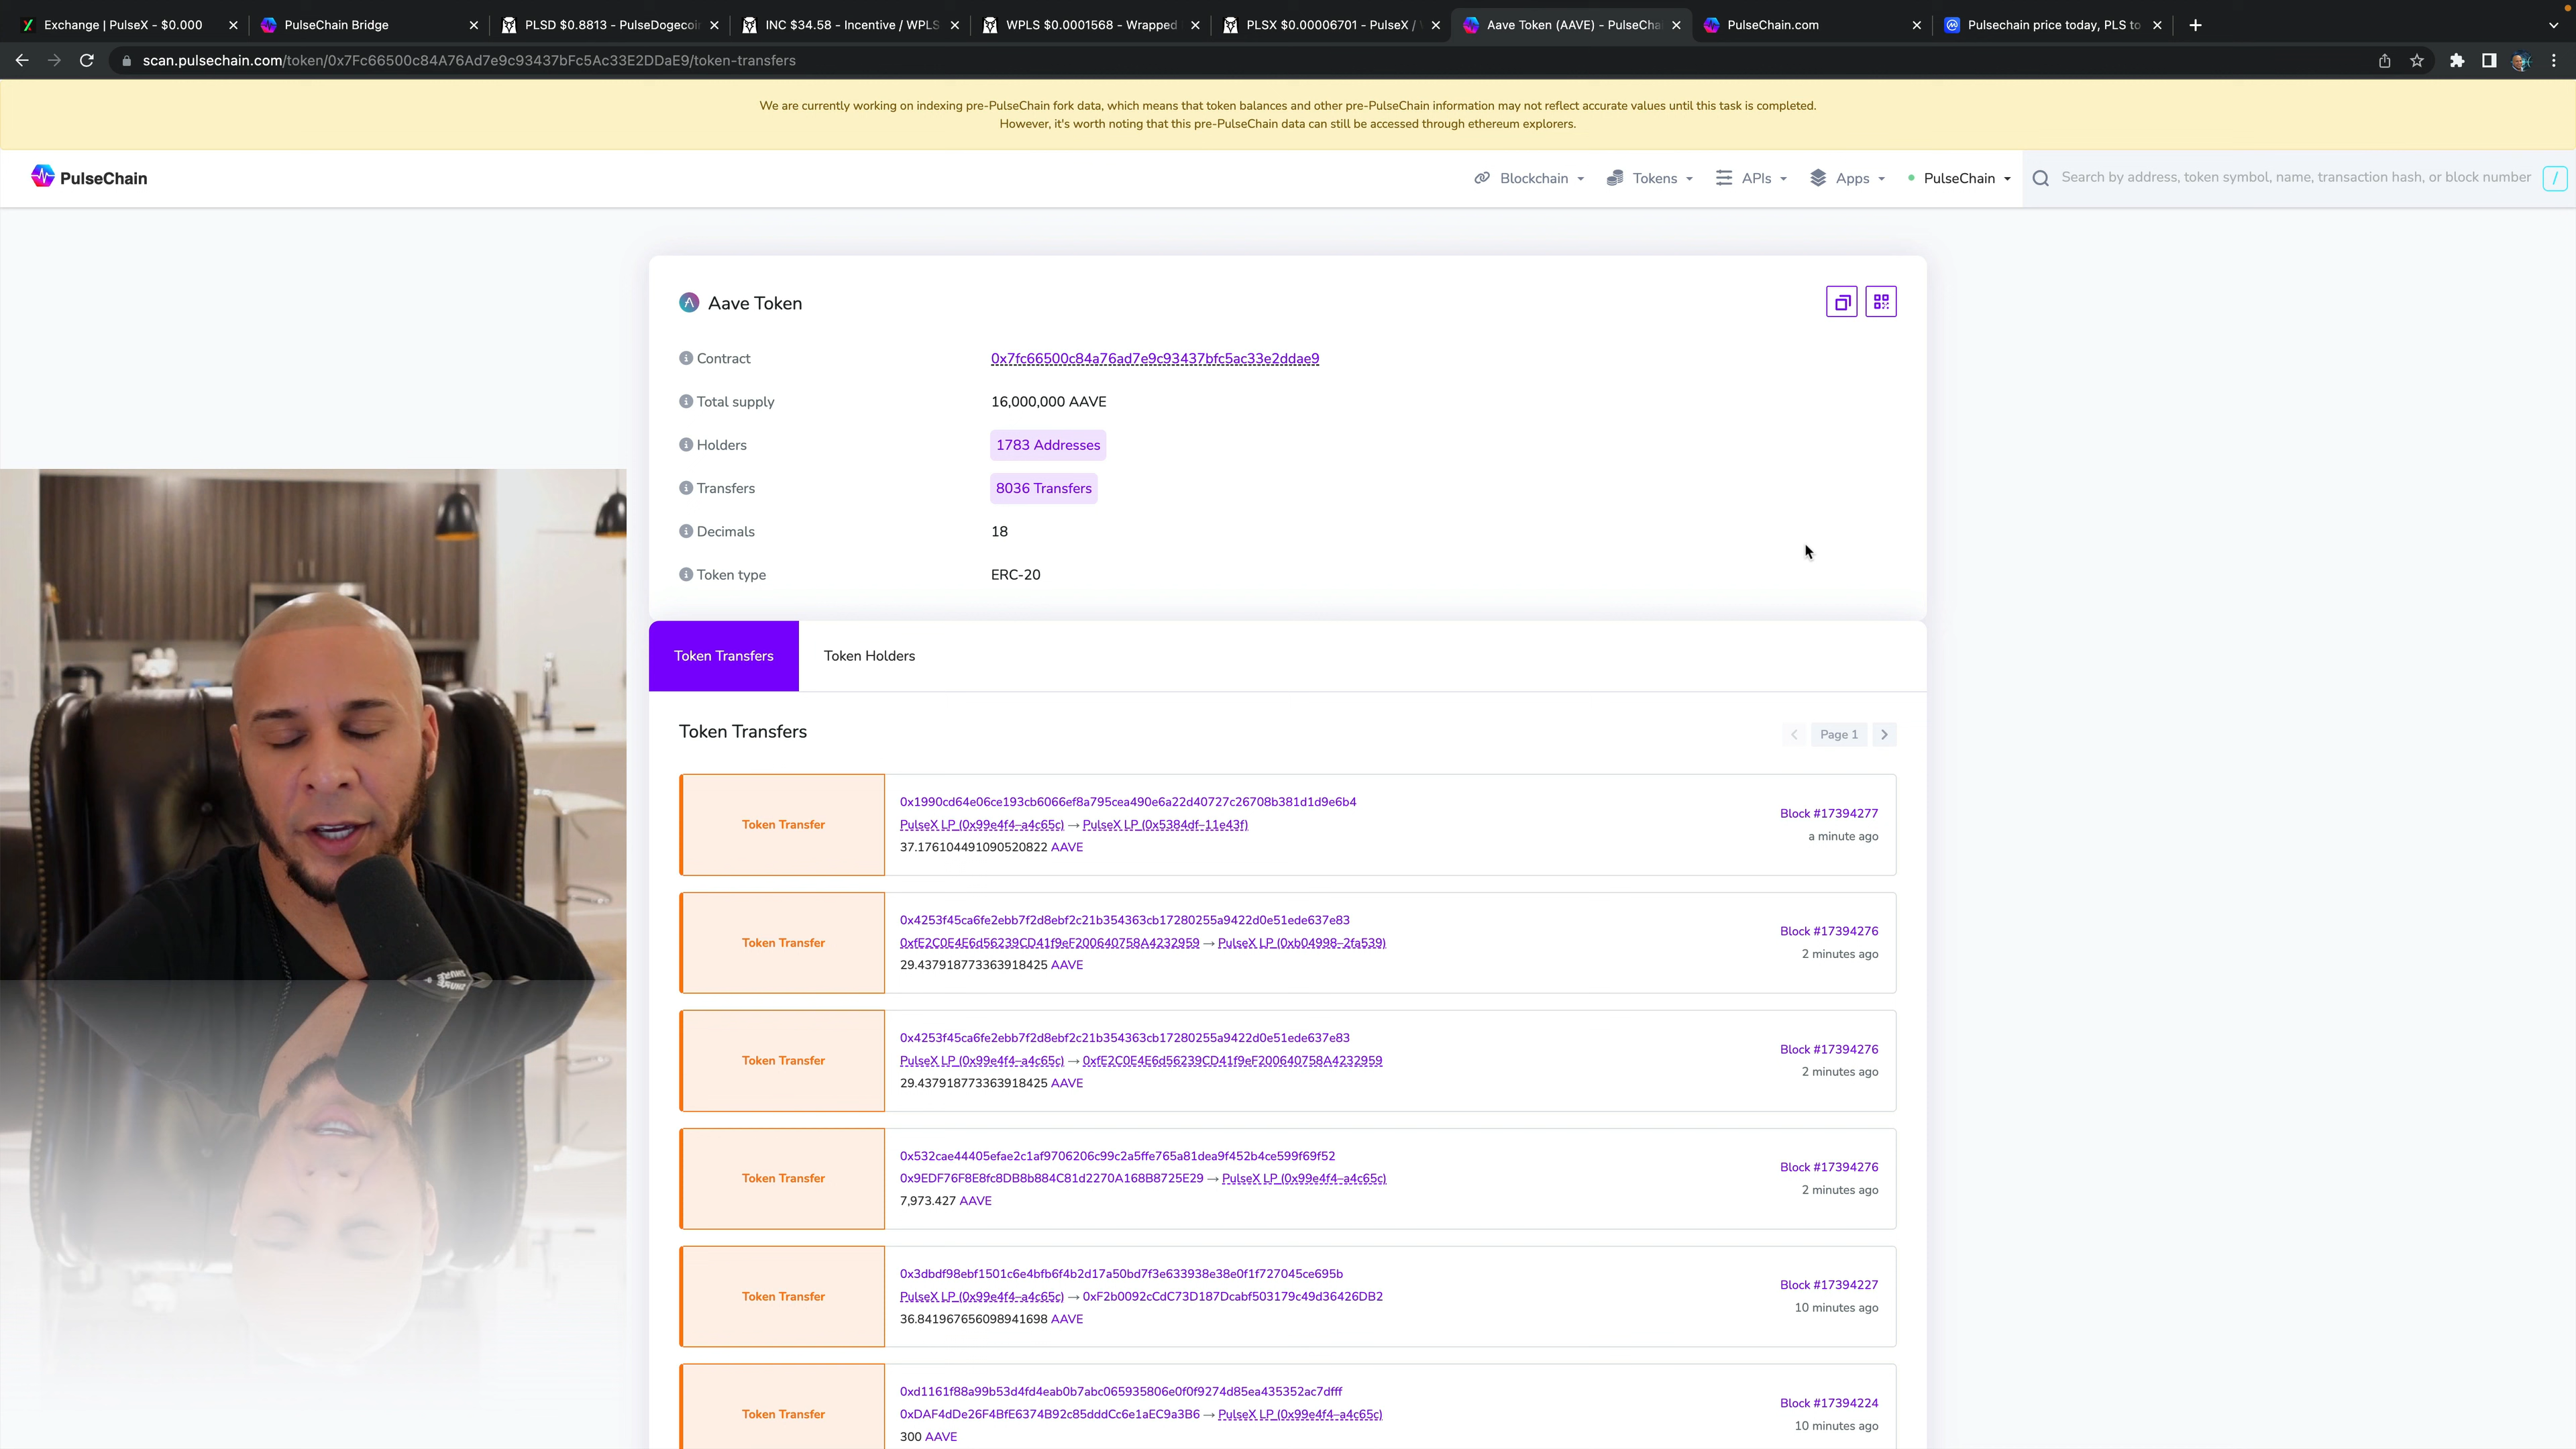 Exchange | PulseX - $0.000
PulseChain Bridge
PLSD $0.8813 - PulseDogecoi
INC $34.58 - Incentive / WPLS
WPLS $0.0001568 - Wrapped
PLSX $0.00006701 - PulseX / W
Aave Token (AAVE) - PulseCha
PulseChain.com
Pulsechain price today, PLS to
scan.pulsechain.com/token/0x7Fc66500c84A76Ad7e9c93437bFc5Ac33E2DDaE9/token-transfers
We are currently working on indexing pre-PulseChain fork data, which means that token balances and other pre-PulseChain information may not reflect accurate values until this task is completed.
However, it's worth noting that this pre-PulseChain data can still be accessed through ethereum explorers.
PulseChain
Blockchain
Tokens
APIs
Apps
PulseChain
Search by address, token symbol, name, transaction hash, or block number
/
Aave Token
Contract 0x7fc66500c84a76ad7e9c93437bfc5ac33e2ddae9
Total supply 16,000,000 AAVE
Holders 1783 Addresses
Transfers 8036 Transfers
Decimals 18
Token type ERC-20
Token Transfers
Token Holders
Token Transfers
Page 1
Token Transfer
0x1990cd64e06ce193cb6066ef8a795cea490e6a22d40727c26708b381d1d9e6b4
PulseX LP (0x99e4f4–a4c65c) → PulseX LP (0x5384df–11e43f)
37.176104491090520822 AAVE
Block #17394277
a minute ago
Token Transfer
0x4253f45ca6fe2ebb7f2d8ebf2c21b354363cb17280255a9422d0e51ede637e83
0xfE2C0E4E6d56239CD41f9eF200640758A4232959 → PulseX LP (0xb04998–2fa539)
29.437918773363918425 AAVE
Block #17394276
2 minutes ago
Token Transfer
0x4253f45ca6fe2ebb7f2d8ebf2c21b354363cb17280255a9422d0e51ede637e83
PulseX LP (0x99e4f4–a4c65c) → 0xfE2C0E4E6d56239CD41f9eF200640758A4232959
29.437918773363918425 AAVE
Block #17394276
2 minutes ago
Token Transfer
0x532cae44405efae2c1af9706206c99c2a5ffe765a81dea9f452b4ce599f69f52
0x9EDF76F8E8fc8DB8b884C81d2270A168B8725E29 → PulseX LP (0x99e4f4–a4c65c)
7,973.427 AAVE
Block #17394276
2 minutes ago
Token Transfer
0x3dbdf98ebf1501c6e4bfb6f4b2d17a50bd7f3e633938e38e0f1f727045ce695b
PulseX LP (0x99e4f4–a4c65c) → 0xF2b0092cCdC73D187Dcabf503179c49d36426DB2
36.841967656098941698 AAVE
Block #17394227
10 minutes ago
Token Transfer
0xd1161f88a99b53d4fd4eab0b7abc065935806e0f0f9274d85ea435352ac7dfff
0xDAF4dDe26F4BfE6374B92c85dddCc6e1aEC9a3B6 → PulseX LP (0x99e4f4–a4c65c)
300 AAVE
Block #17394224
10 minutes ago